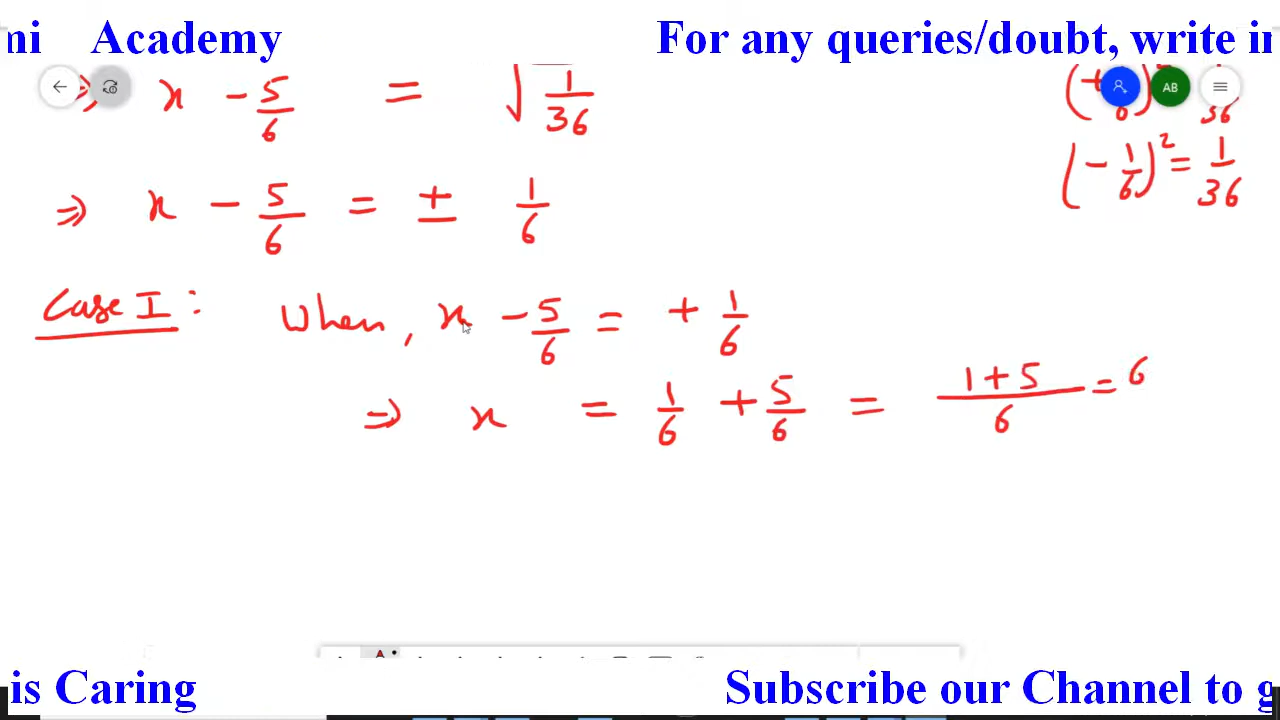 mi Academy For any queries/doubt, write in
⇒ x - 5/6 = √1/36
(- 1/6)² = 1/36
AB
⇒ x - 5/6 = ± 1/6
Case I : When, x - 5/6 = + 1/6
⇒ x = 1/6 + 5/6 = 1+5/6 = 6
is Caring Subscribe our Channel to g